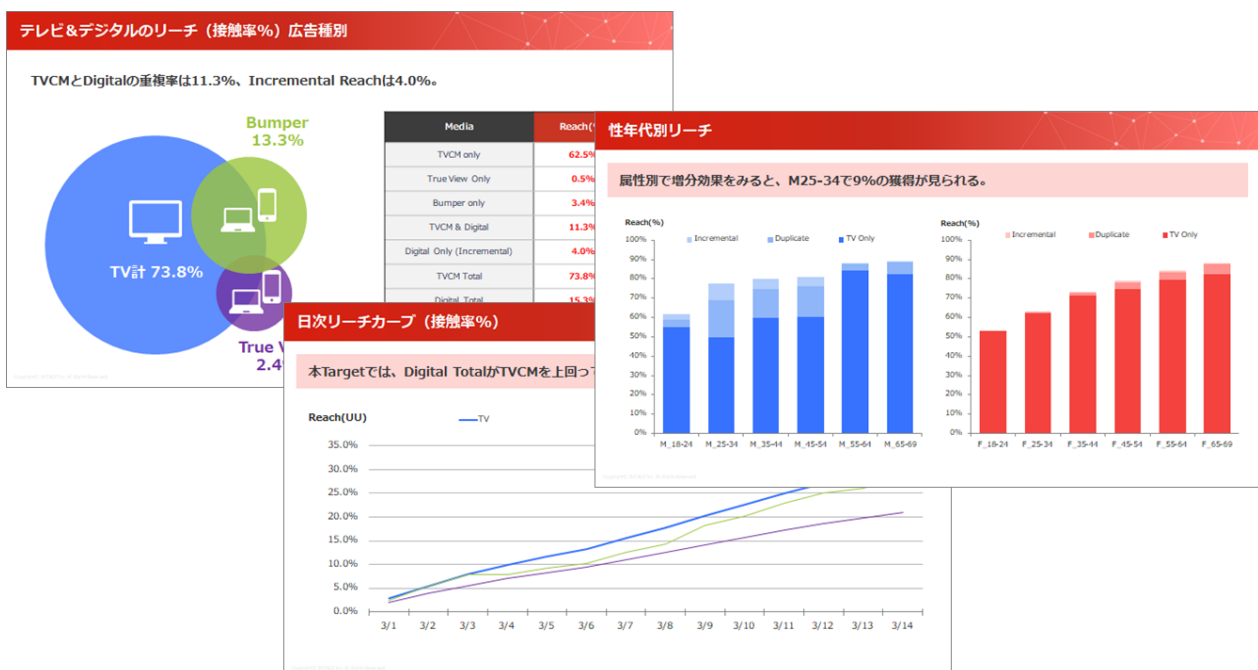 テレビ&デジタルのリーチ（接触率%）広告種別
TVCMとDigitalの重複率は11.3%、Incremental Reachは4.0%。
Bumper
13.3%
TV計 73.8%
True
2.4
Media Reach(
TVCM only 62.5%
True View Only 0.5%
Bumper only 3.4%
TVCM & Digital 11.3%
Digital Only (Incremental) 4.0%
TVCM Total 73.8%
Digital Total 15.3%
性年代別リーチ
属性別で増分効果をみると、M25-34で9%の獲得が見られる。
Reach(%)
Incremental Duplicate TV Only
100%
90%
80%
70%
60%
50%
40%
30%
20%
10%
0%
M_18-24 M_25-34 M_35-44 M_45-54 M_55-64 M_65-69
Reach(%)
Incremental Duplicate TV Only
100%
90%
80%
70%
60%
50%
40%
30%
20%
10%
0%
F_18-24 F_25-34 F_35-44 F_45-54 F_55-64 F_65-69
日次リーチカーブ（接触率%）
本Targetでは、Digital TotalがTVCMを上回っ
Reach(UU)
TV
35.0%
30.0%
25.0%
20.0%
15.0%
10.0%
5.0%
0.0%
3/1 3/2 3/3 3/4 3/5 3/6 3/7 3/8 3/9 3/10 3/11 3/12 3/13 3/14